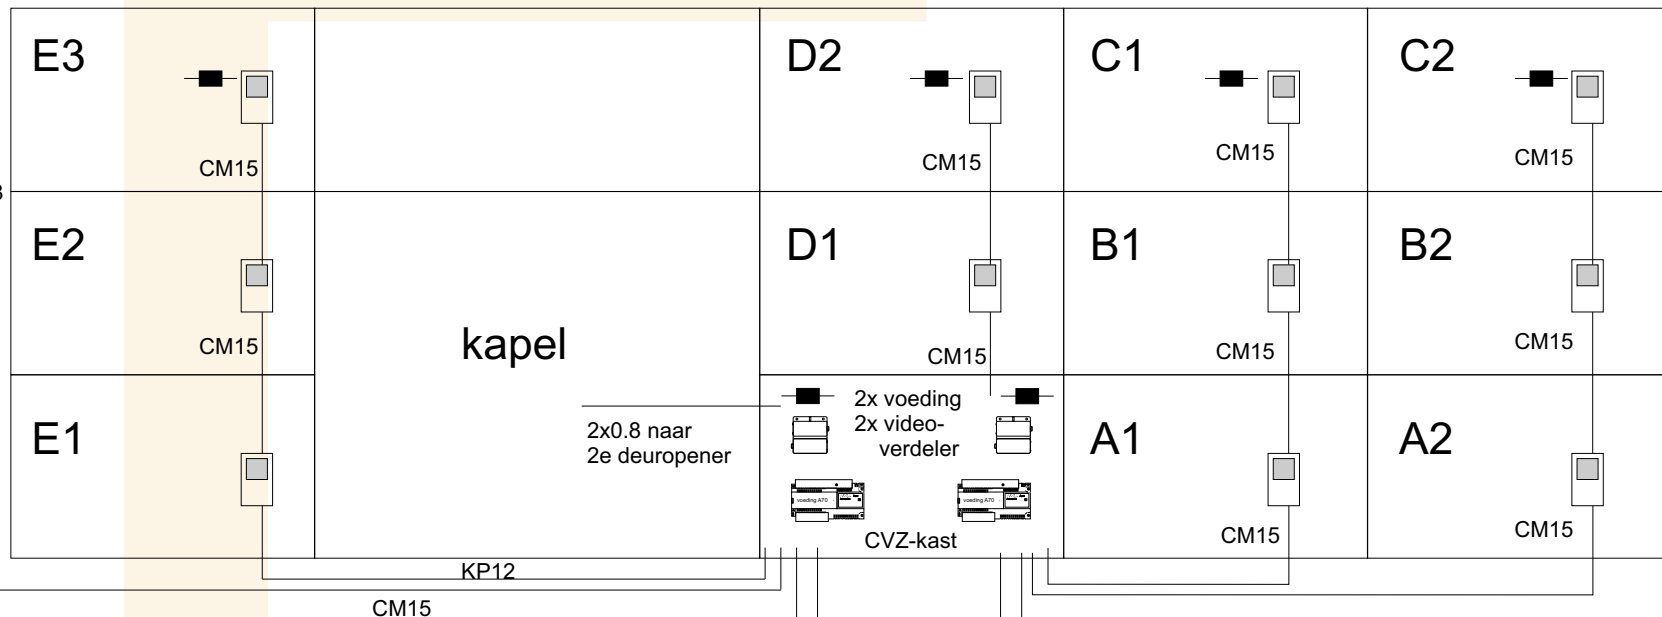 E3
D2
C1
C2
CM15
CM15
CM15
CM15
E2
D1
B1
B2
kapel
CM15
CM15
CM15
CM15
E1
2x0.8 naar
2e deuropener
2x voeding
2x video-
verdeler
A1
A2
voeding A70
voeding A70
CVZ-kast
CM15
CM15
KP12
CM15